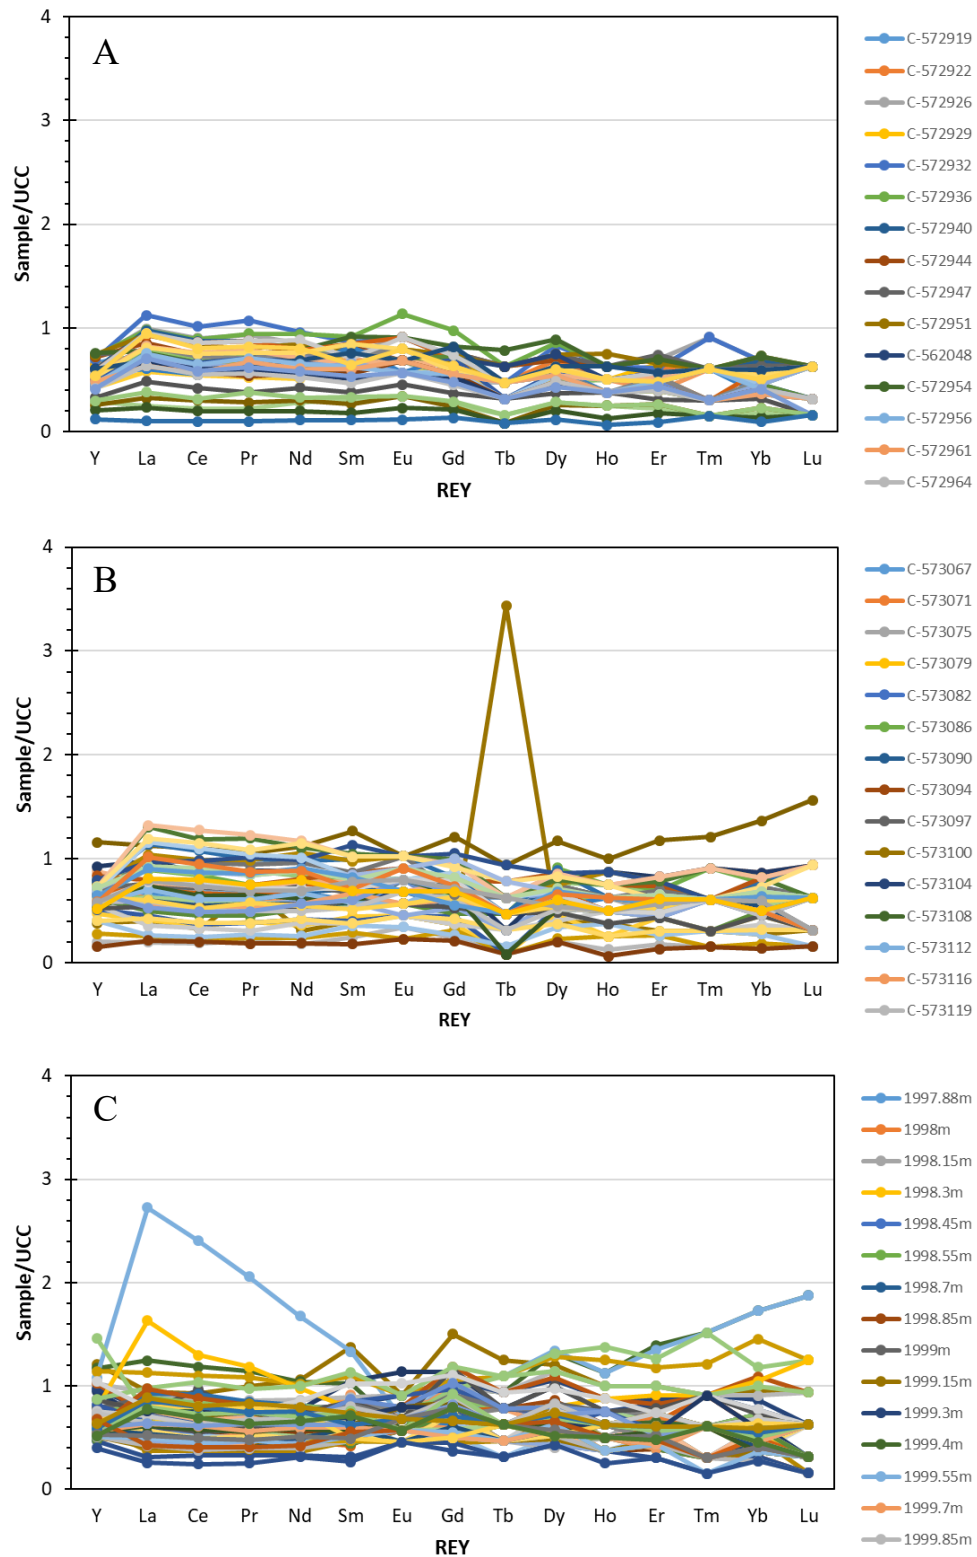 A
4
3
2
1
0
Sample/UCC
Y La Ce Pr Nd Sm Eu Gd Tb Dy Ho Er Tm Yb Lu
REY
C-572919
C-572922
C-572926
C-572929
C-572932
C-572936
C-572940
C-572944
C-572947
C-572951
C-562048
C-572954
C-572956
C-572961
C-572964
B
4
3
2
1
0
Sample/UCC
Y La Ce Pr Nd Sm Eu Gd Tb Dy Ho Er Tm Yb Lu
REY
C-573067
C-573071
C-573075
C-573079
C-573082
C-573086
C-573090
C-573094
C-573097
C-573100
C-573104
C-573108
C-573112
C-573116
C-573119
C
4
3
2
1
0
Sample/UCC
Y La Ce Pr Nd Sm Eu Gd Tb Dy Ho Er Tm Yb Lu
REY
1997.88m
1998m
1998.15m
1998.3m
1998.45m
1998.55m
1998.7m
1998.85m
1999m
1999.15m
1999.3m
1999.4m
1999.55m
1999.7m
1999.85m